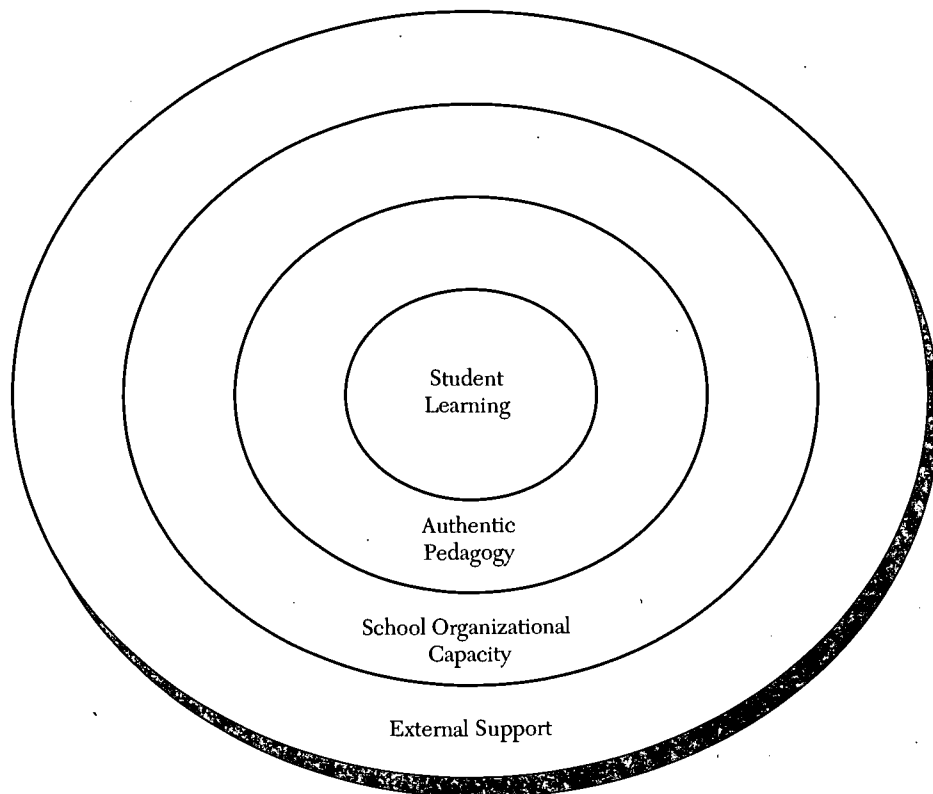 Student
Learning
Authentic
Pedagogy
School Organizational
Capacity
External Support